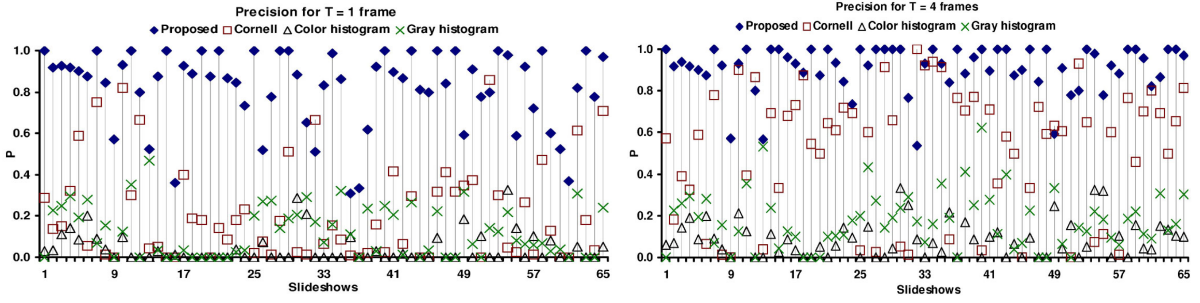 Precision for T = 1 frame
Proposed Cornell Color histogram Gray histogram
1.0
0.8
0.6
0.4
0.2
0.0
P
1 9 17 25 33 41 49 57 65
Slideshows
Precision for T = 4 frames
Proposed Cornell Color histogram Gray histogram
1.0
0.8
0.6
0.4
0.2
0.0
P
1 9 17 25 33 41 49 57 65
Slideshows